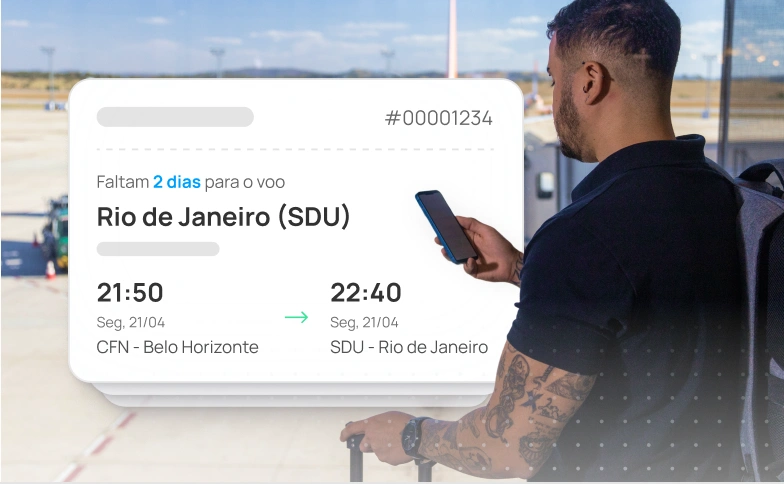 #00001234
Faltam 2 dias para o voo
Rio de Janeiro (SDU)
21:50
Seg, 21/04
CFN - Belo Horizonte
→
22:40
Seg, 21/04
SDU - Rio de Janeiro